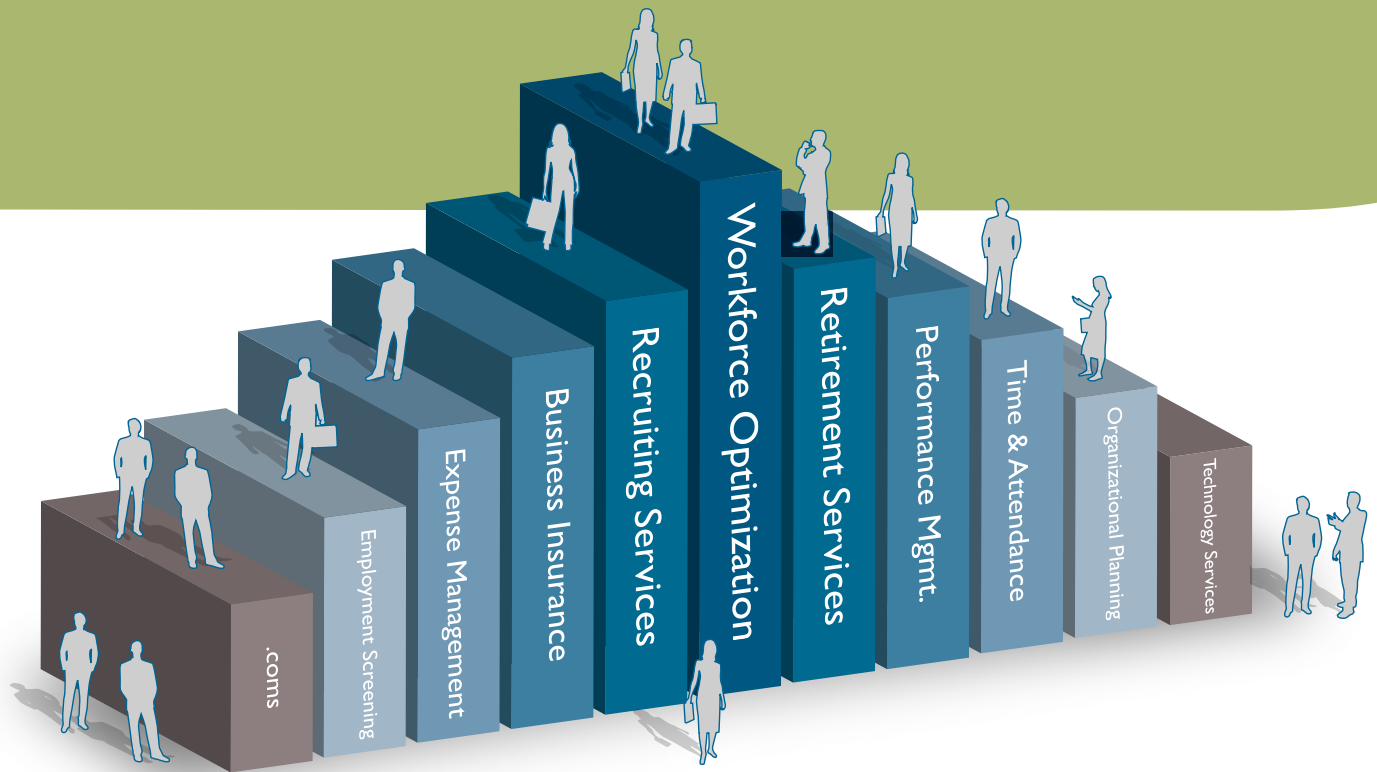 .coms
Employment Screening
Expense Management
Business Insurance
Recruiting Services
Workforce Optimization
Retirement Services
Performance Mgmt.
Time & Attendance
Organizational Planning
Technology Services